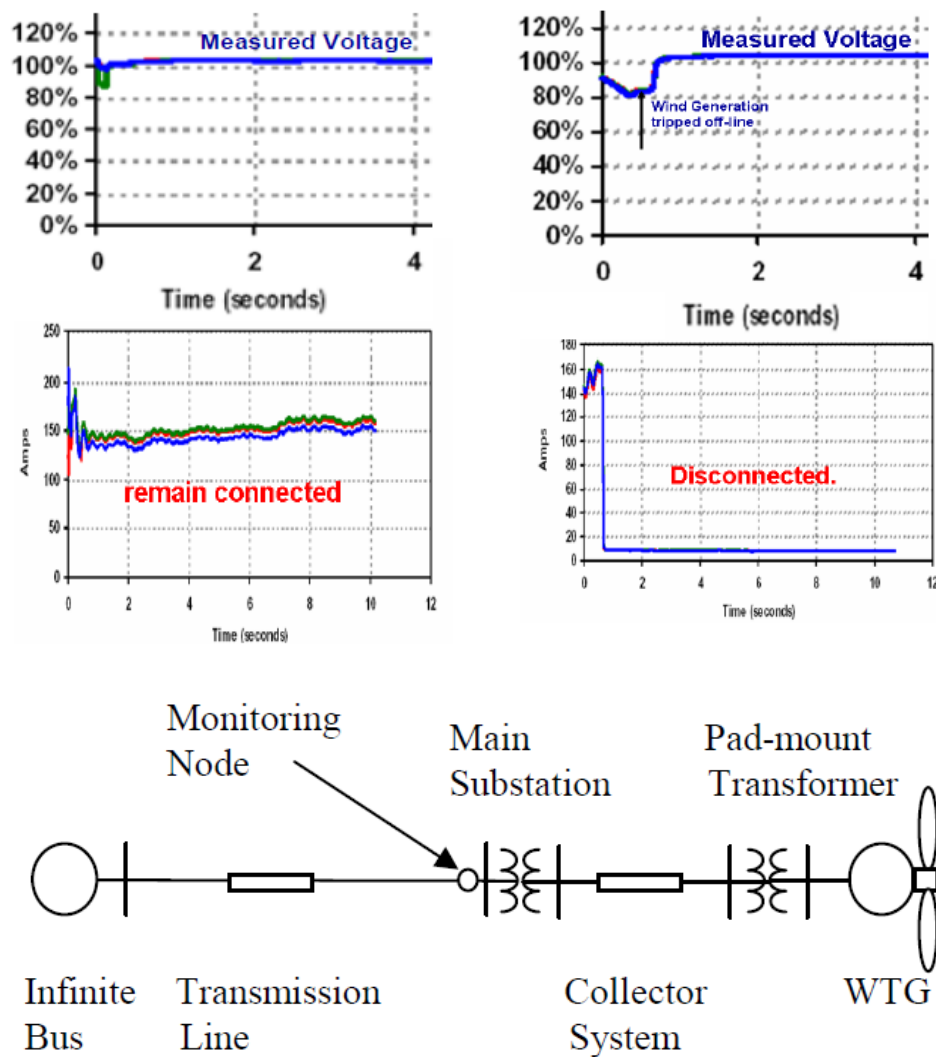 120%
Measured Voltage
100%
80%
60%
40%
20%
0%
0 2 4
Time (seconds)
120%
Measured Voltage
100%
80%
Wind Generation
tripped off-line
60%
40%
20%
0%
0 2 4
Time (seconds)
250
200
150
100
50
0
Amps
remain connected
0 2 4 6 8 10 12
Time (seconds)
180
160
140
120
100
80
60
40
20
0
Amps
Disconnected.
0 2 4 6 8 10 12
Time (seconds)
Monitoring
Node
Main
Substation
Pad-mount
Transformer
Infinite
Bus
Transmission
Line
Collector
System
WTG